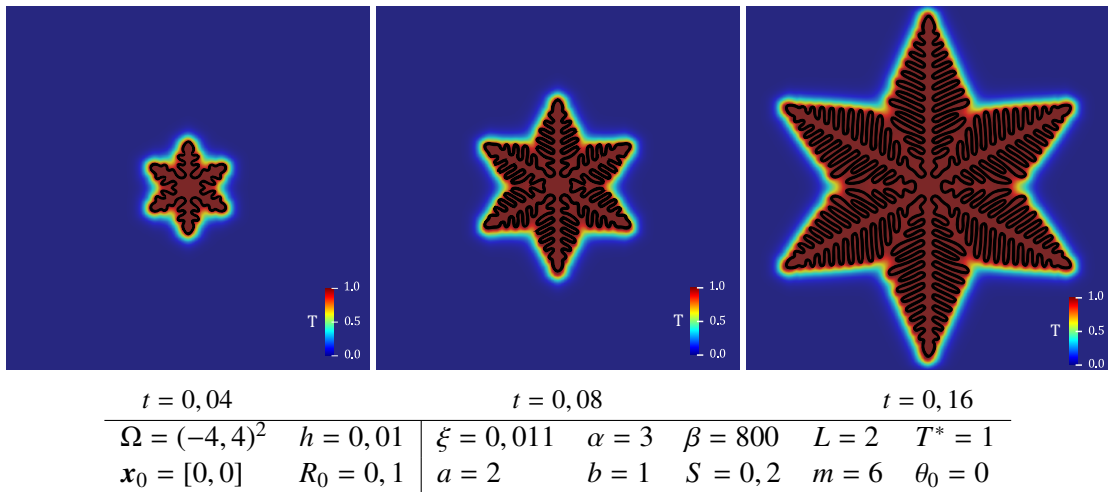 1.0
T 0.5
0.0
1.0
T 0.5
0.0
1.0
T 0.5
0.0
t = 0, 04 t = 0, 08 t = 0, 16
Ω = (−4, 4)² h = 0, 01 ξ = 0, 011 α = 3 β = 800 L = 2 T* = 1
x₀ = [0, 0] R₀ = 0, 1 a = 2 b = 1 S = 0, 2 m = 6 θ₀ = 0